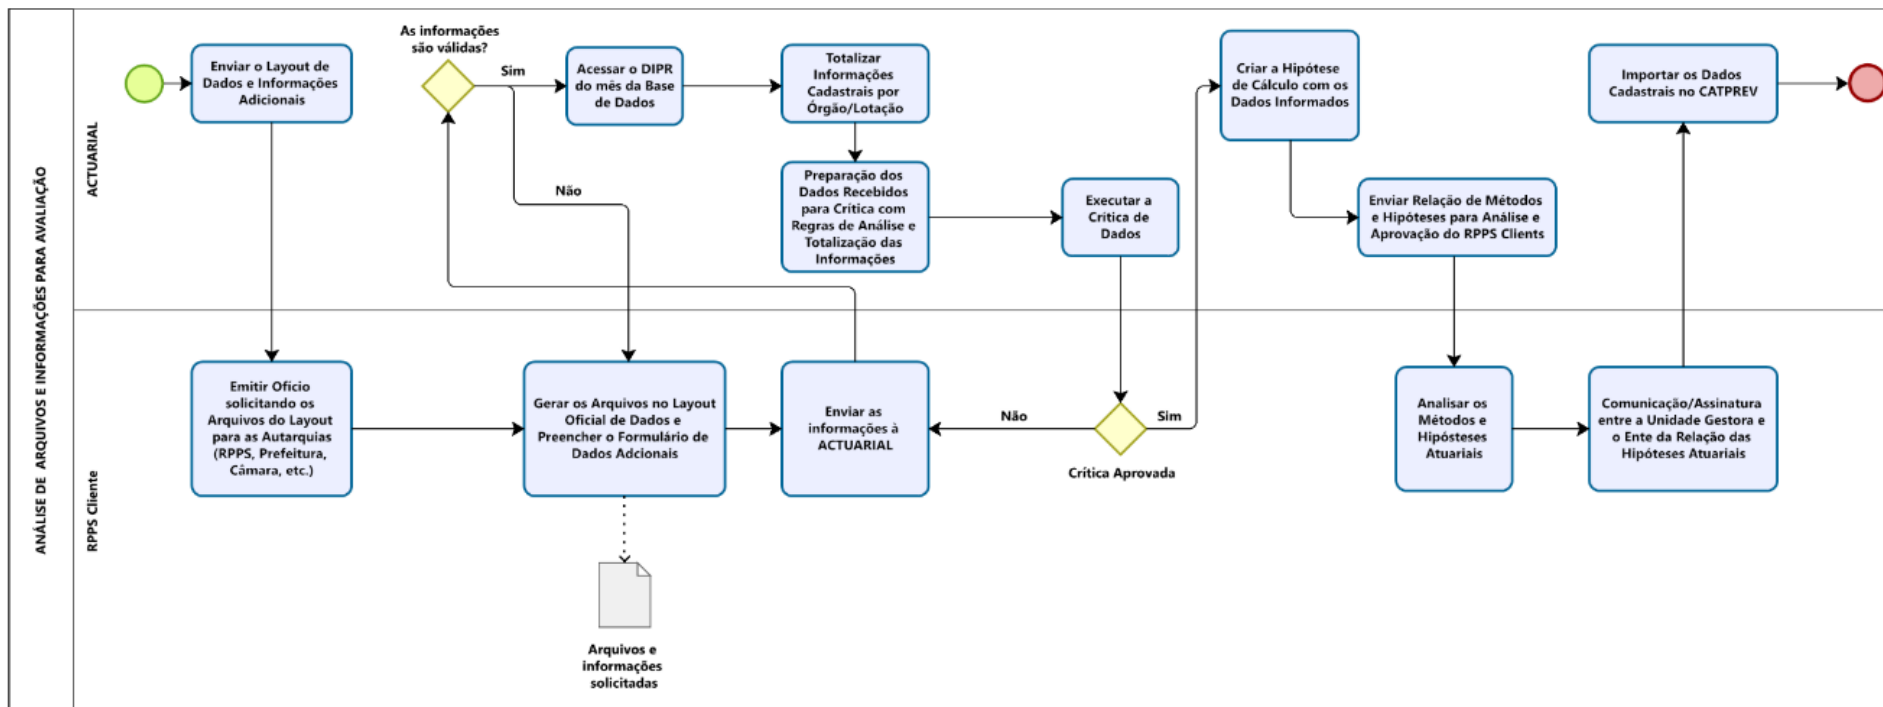 ANÁLISE DE ARQUIVOS E INFORMAÇÕES PARA AVALIAÇÃO
ACTUARIAL
Enviar o Layout de
Dados e Informações
Adicionais
As informações
são válidas?
Sim
Não
Acessar o DIPR
do mês da Base
de Dados
Totalizar
Informações
Cadastrais por
Órgão/Lotação
Preparação dos
Dados Recebidos
para Crítica com
Regras de Análise e
Totalização das
Informações
Executar a
Crítica de
Dados
Criar a Hipótese
de Cálculo com os
Dados Informados
Enviar Relação de Métodos
e Hipóteses para Análise e
Aprovação do RPPS Clients
Importar os Dados
Cadastrais no CATPREV
RPPS Cliente
Emitir Ofício
solicitando os
Arquivos do Layout
para as Autarquias
(RPPS, Prefeitura,
Câmara, etc.)
Gerar os Arquivos no Layout
Oficial de Dados e
Preencher o Formulário de
Dados Adcionais
Arquivos e
informações
solicitadas
Enviar as
informações à
ACTUARIAL
Não
Sim
Crítica Aprovada
Analisar os
Métodos e
Hipósteses
Atuariais
Comunicação/Assinatura
entre a Unidade Gestora e
o Ente da Relação das
Hipóteses Atuariais